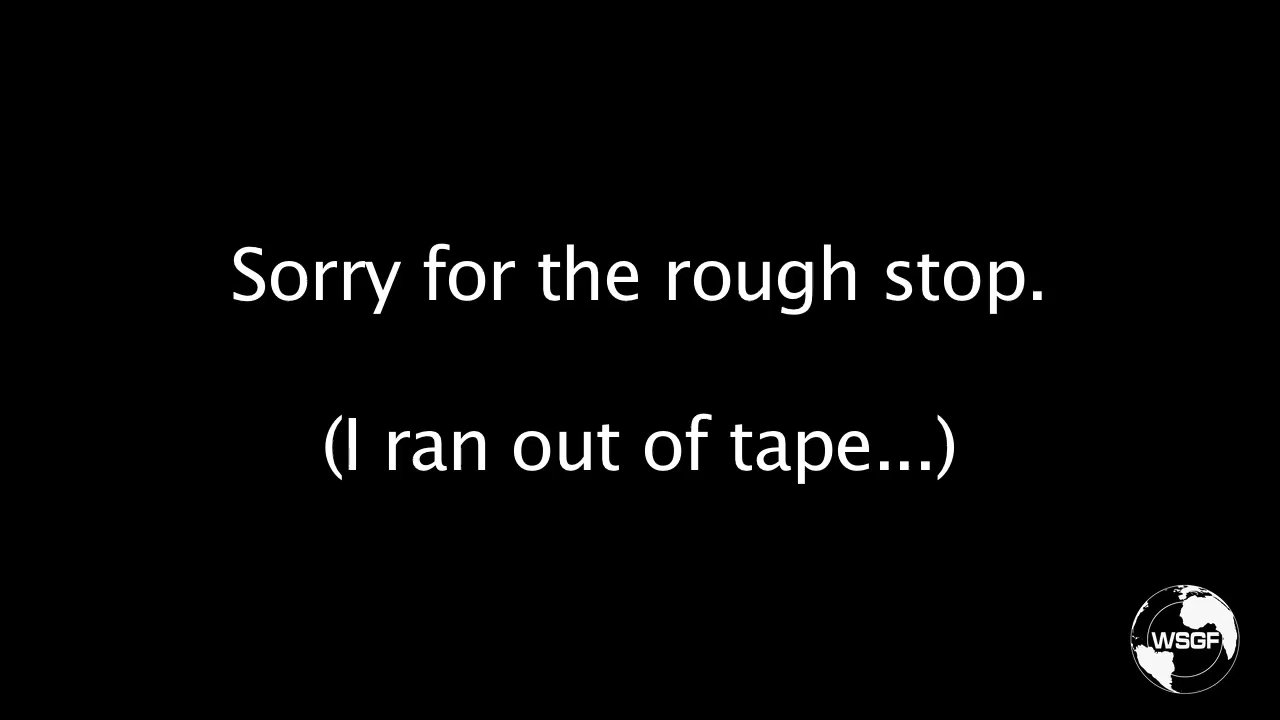 Sorry for the rough stop.
(I ran out of tape...)
WSGF